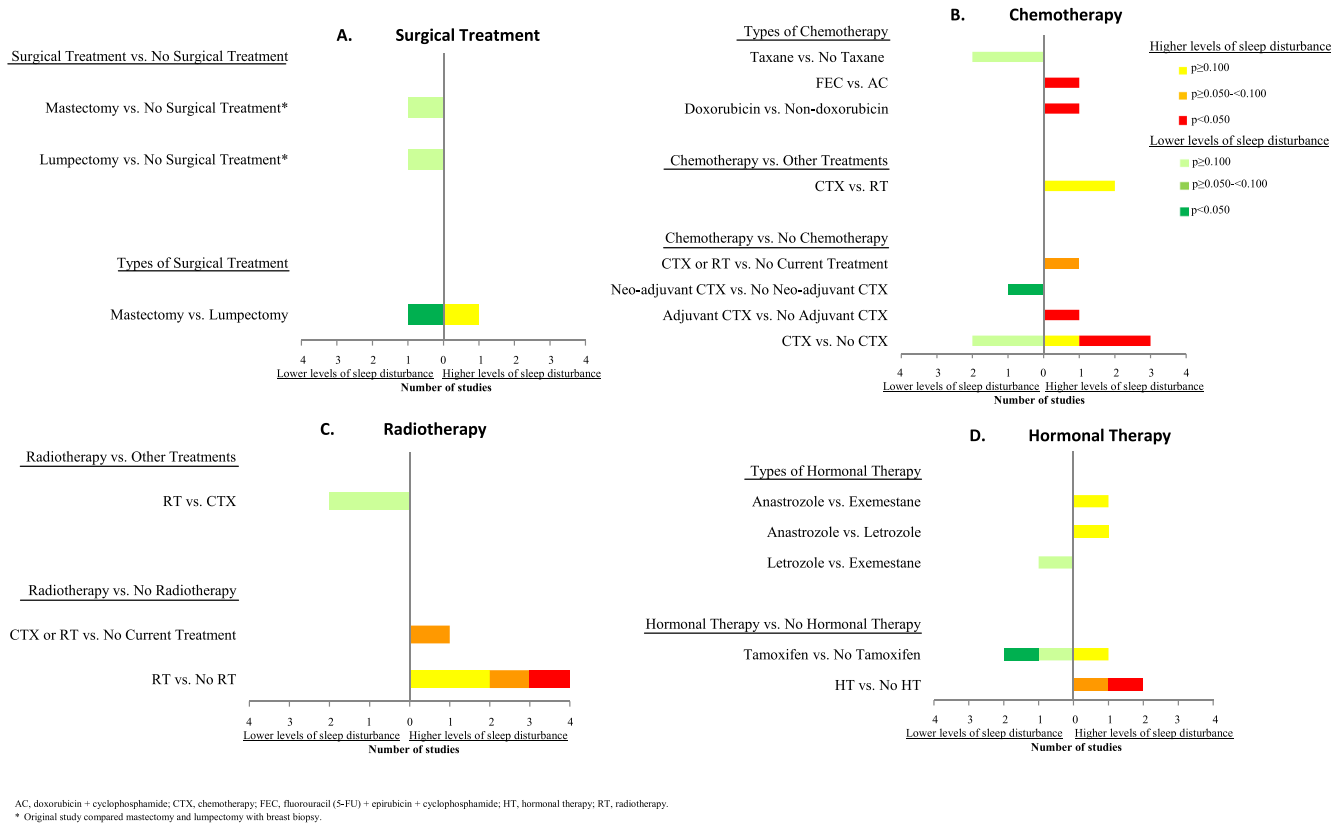 A. Surgical Treatment
Surgical Treatment vs. No Surgical Treatment
Mastectomy vs. No Surgical Treatment*
Lumpectomy vs. No Surgical Treatment*
Types of Surgical Treatment
Mastectomy vs. Lumpectomy
4 3 2 1 0 1 2 3 4
Lower levels of sleep disturbance Higher levels of sleep disturbance
Number of studies
B. Chemotherapy
Types of Chemotherapy
Taxane vs. No Taxane
FEC vs. AC
Doxorubicin vs. Non-doxorubicin
Chemotherapy vs. Other Treatments
CTX vs. RT
Chemotherapy vs. No Chemotherapy
CTX or RT vs. No Current Treatment
Neo-adjuvant CTX vs. No Neo-adjuvant CTX
Adjuvant CTX vs. No Adjuvant CTX
CTX vs. No CTX
4 3 2 1 0 1 2 3 4
Lower levels of sleep disturbance Higher levels of sleep disturbance
Number of studies
Higher levels of sleep disturbance
p≥0.100
p≥0.050-<0.100
p<0.050
Lower levels of sleep disturbance
p≥0.100
p≥0.050-<0.100
p<0.050
C. Radiotherapy
Radiotherapy vs. Other Treatments
RT vs. CTX
Radiotherapy vs. No Radiotherapy
CTX or RT vs. No Current Treatment
RT vs. No RT
4 3 2 1 0 1 2 3 4
Lower levels of sleep disturbance Higher levels of sleep disturbance
Number of studies
D. Hormonal Therapy
Types of Hormonal Therapy
Anastrozole vs. Exemestane
Anastrozole vs. Letrozole
Letrozole vs. Exemestane
Hormonal Therapy vs. No Hormonal Therapy
Tamoxifen vs. No Tamoxifen
HT vs. No HT
4 3 2 1 0 1 2 3 4
Lower levels of sleep disturbance Higher levels of sleep disturbance
Number of studies
AC, doxorubicin + cyclophosphamide; CTX, chemotherapy; FEC, fluorouracil (5-FU) + epirubicin + cyclophosphamide; HT, hormonal therapy; RT, radiotherapy.
* Original study compared mastectomy and lumpectomy with breast biopsy.